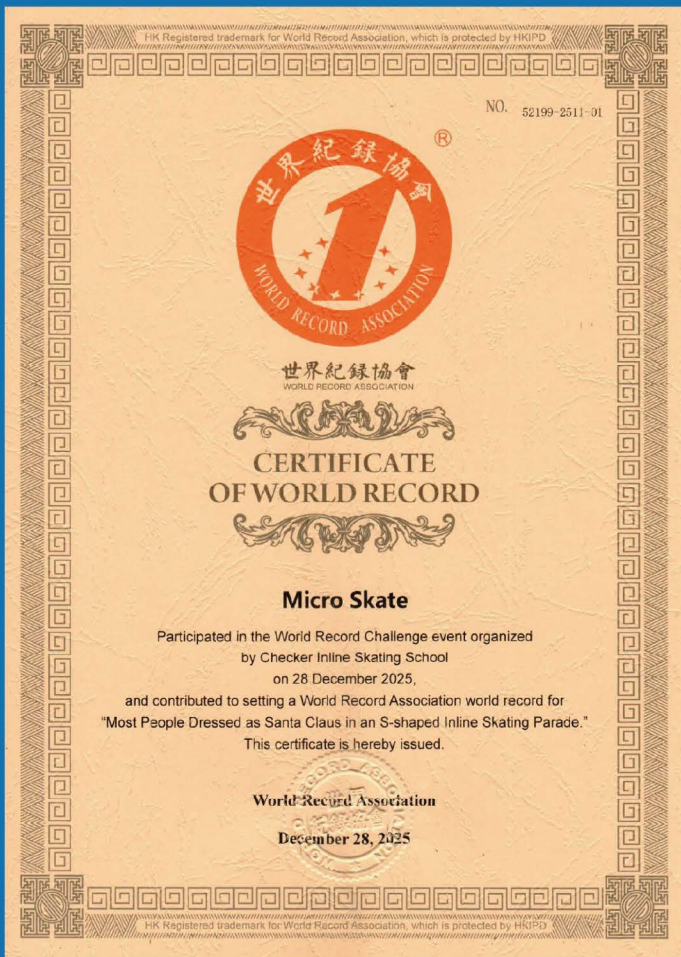 HK Registered trademark for World Record Association, which is protected by HKIPD
NO. 52199-2511-01
®
世界紀録協會
1
WORLD RECORD ASSOCIATION
世界紀録協會
WORLD RECORD ASSOCIATION
CERTIFICATE
OF WORLD RECORD
Micro Skate
Participated in the World Record Challenge event organized
by Checker Inline Skating School
on 28 December 2025,
and contributed to setting a World Record Association world record for
“Most People Dressed as Santa Claus in an S-shaped Inline Skating Parade.”
This certificate is hereby issued.
World Record Association
December 28, 2025
HK Registered trademark for World Record Association, which is protected by HKIPD